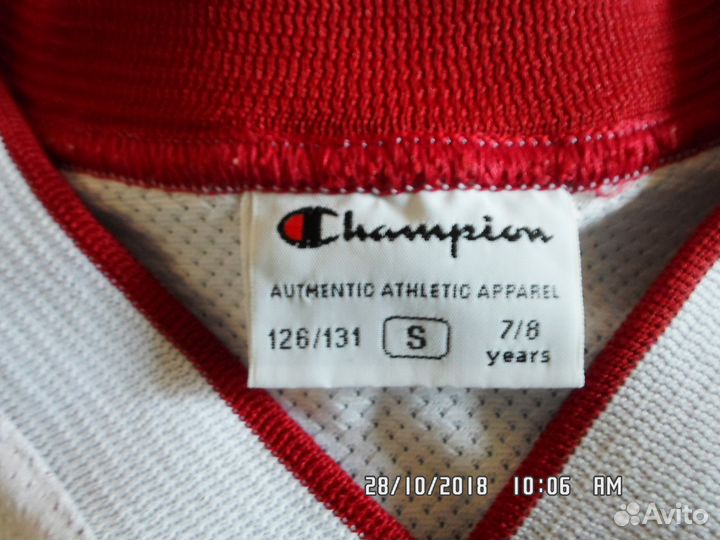 Champion
AUTHENTIC ATHLETIC APPAREL
126/131 S 7/8
years
28/10/2018 10:06 AM
Avito